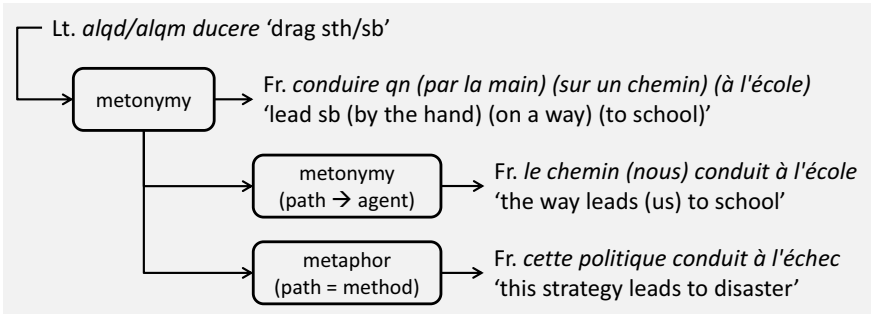 Lt. alqd/alqm ducere ‘drag sth/sb’
metonymy
Fr. conduire qn (par la main) (sur un chemin) (à l'école)
‘lead sb (by the hand) (on a way) (to school)’
metonymy
(path → agent)
Fr. le chemin (nous) conduit à l'école
‘the way leads (us) to school’
metaphor
(path = method)
Fr. cette politique conduit à l'échec
‘this strategy leads to disaster’